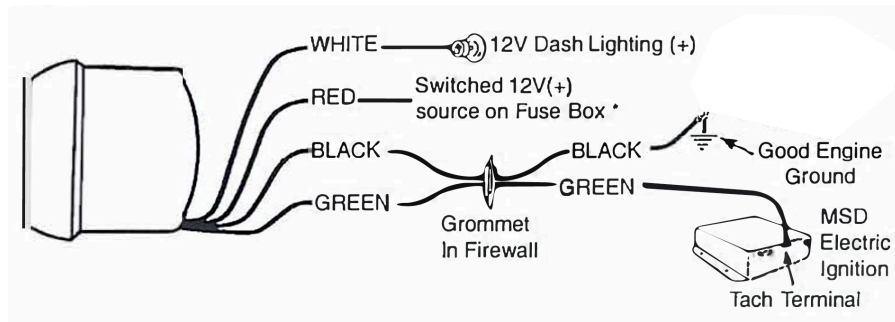 WHITE
12V Dash Lighting (+)
RED
Switched 12V(+)
source on Fuse Box *
BLACK
BLACK
Good Engine
Ground
GREEN
GREEN
Grommet
In Firewall
MSD
Electric
Ignition
Tach Terminal